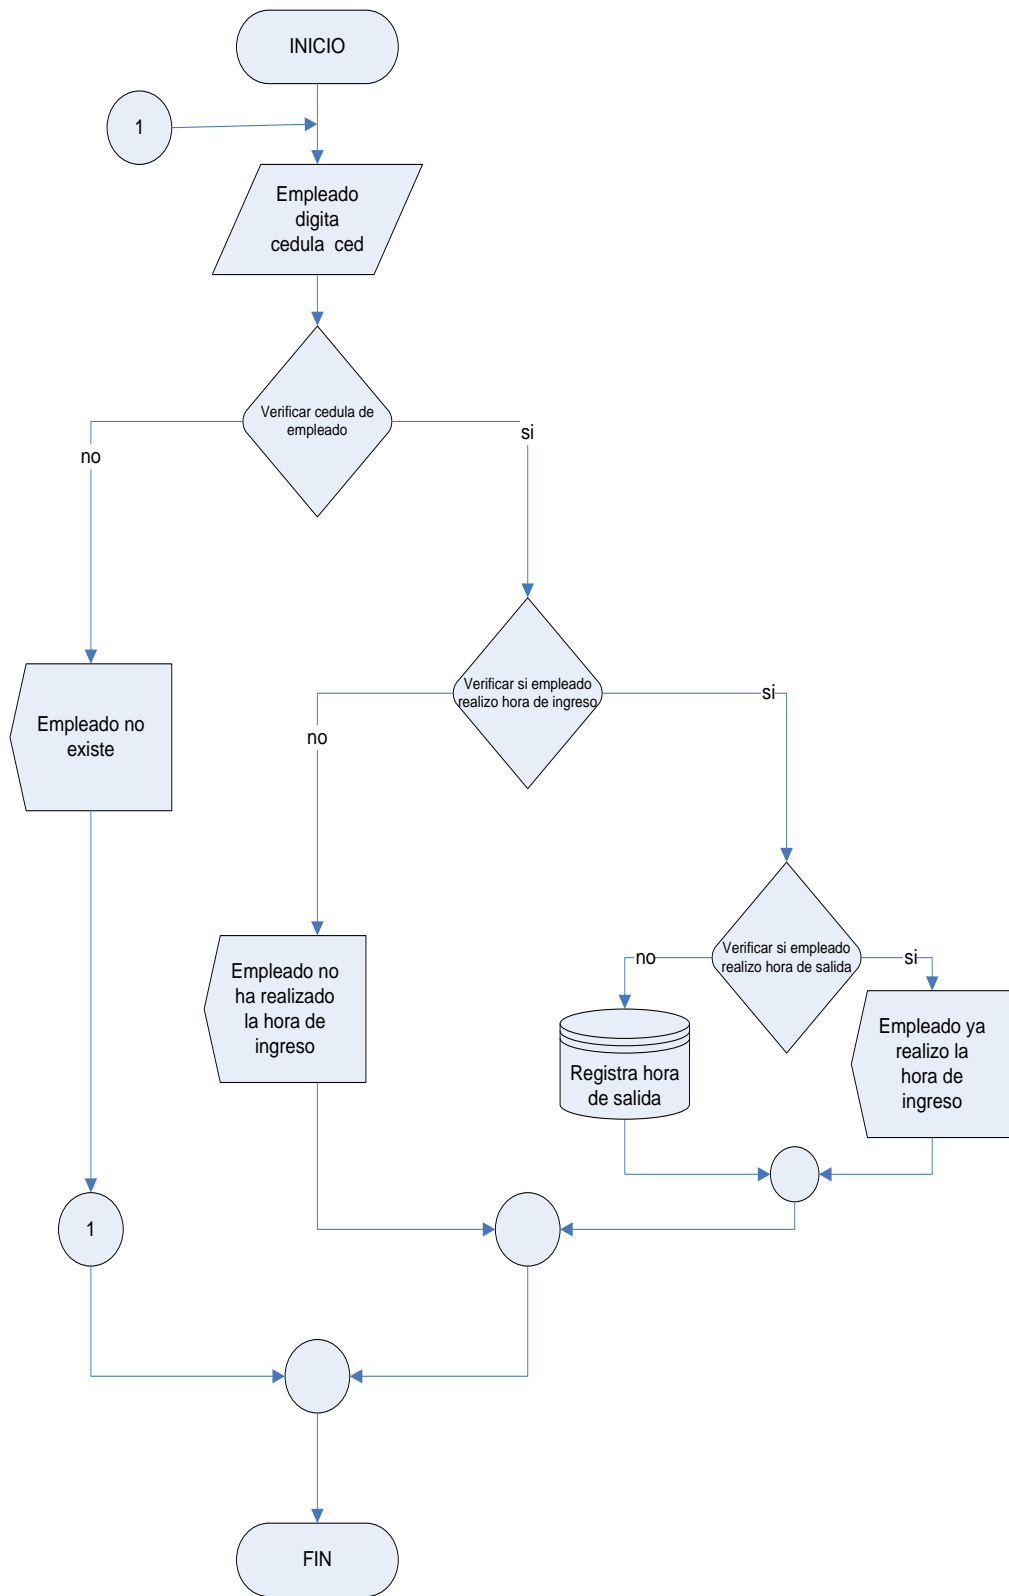 INICIO
1
Empleado
digita
cedula ced
Verificar cedula de
empleado
no
si
Verificar si empleado
realizo hora de ingreso
no
si
Empleado no
existe
Verificar si empleado
realizo hora de salida
no
si
Empleado no
ha realizado
la hora de
ingreso
Registra hora
de salida
Empleado ya
realizo la
hora de
ingreso
1
FIN